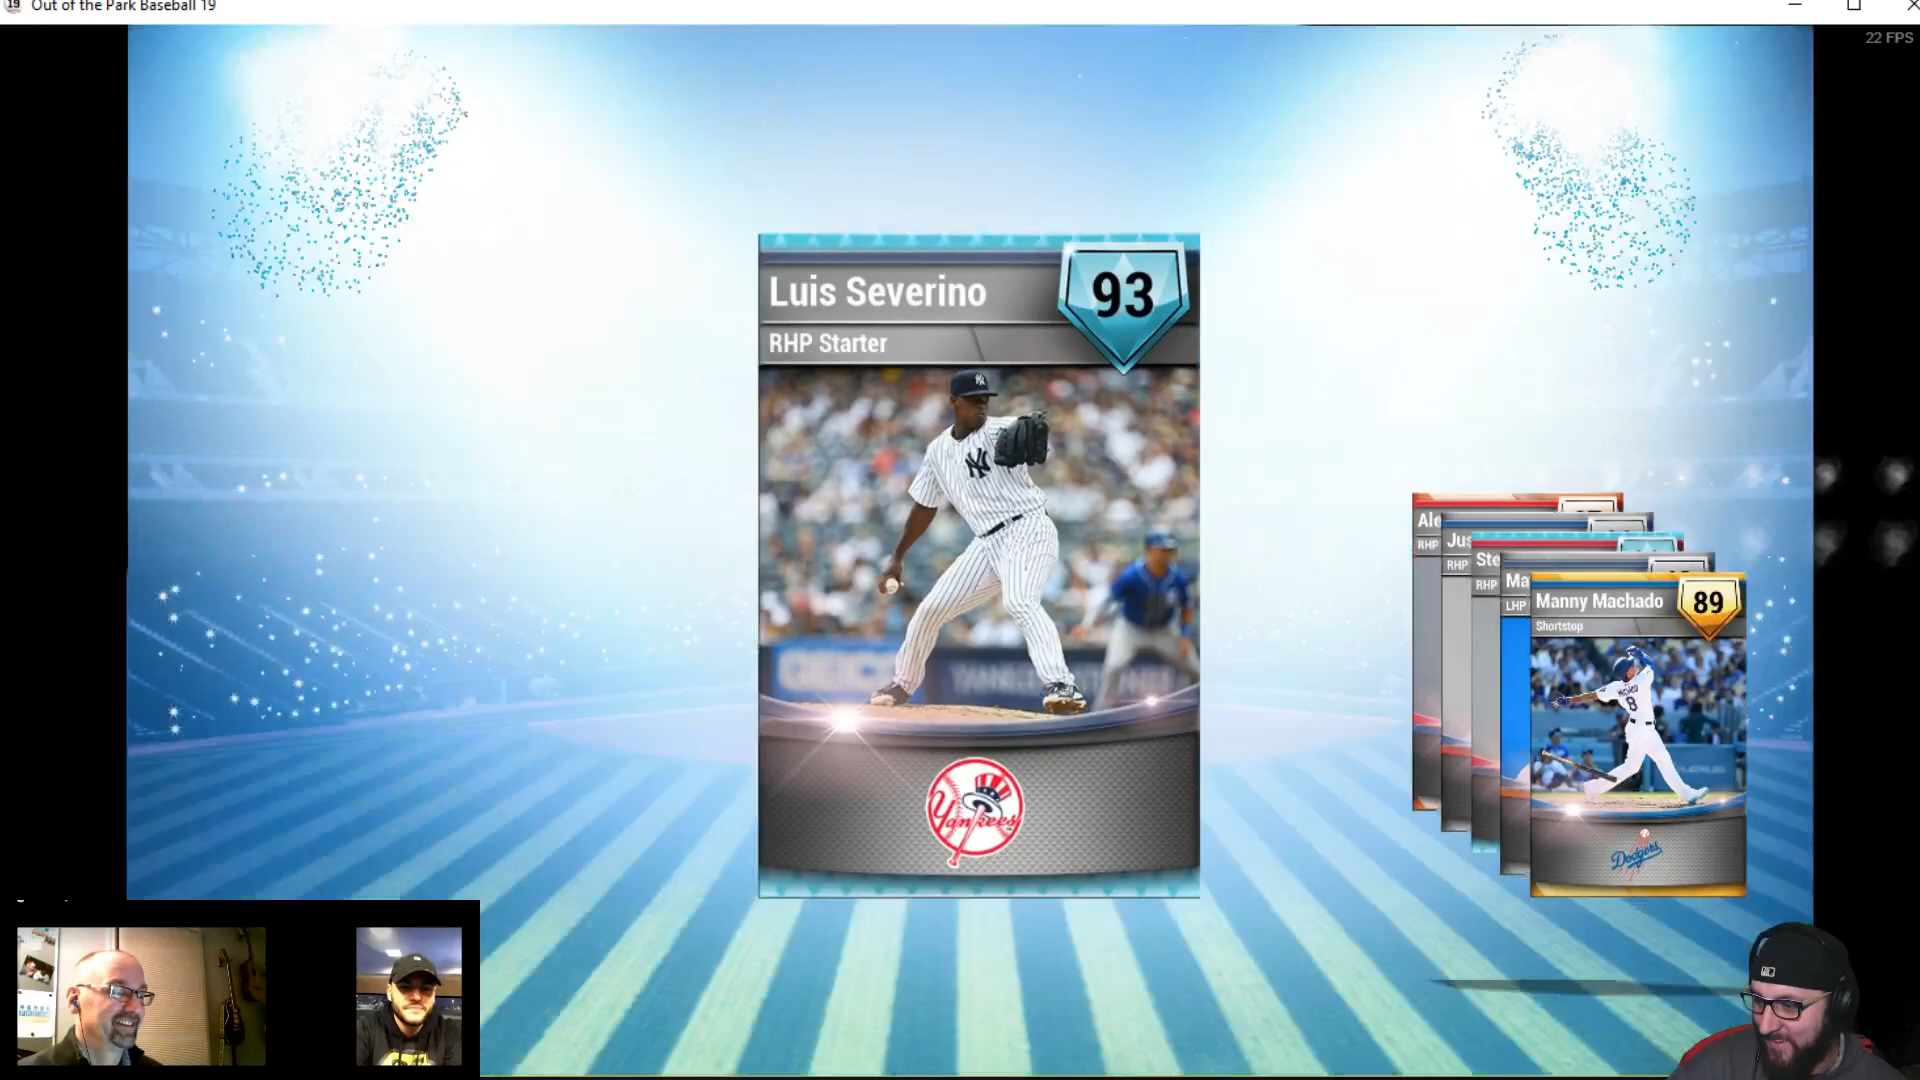 Out of the Park Baseball 19
22 FPS
Luis Severino
93
RHP Starter
Yankees
Ale
RHP
Jus
RHP
Ste
RHP
Ma
LHP
Manny Machado
89
Shortstop
8
Dodgers